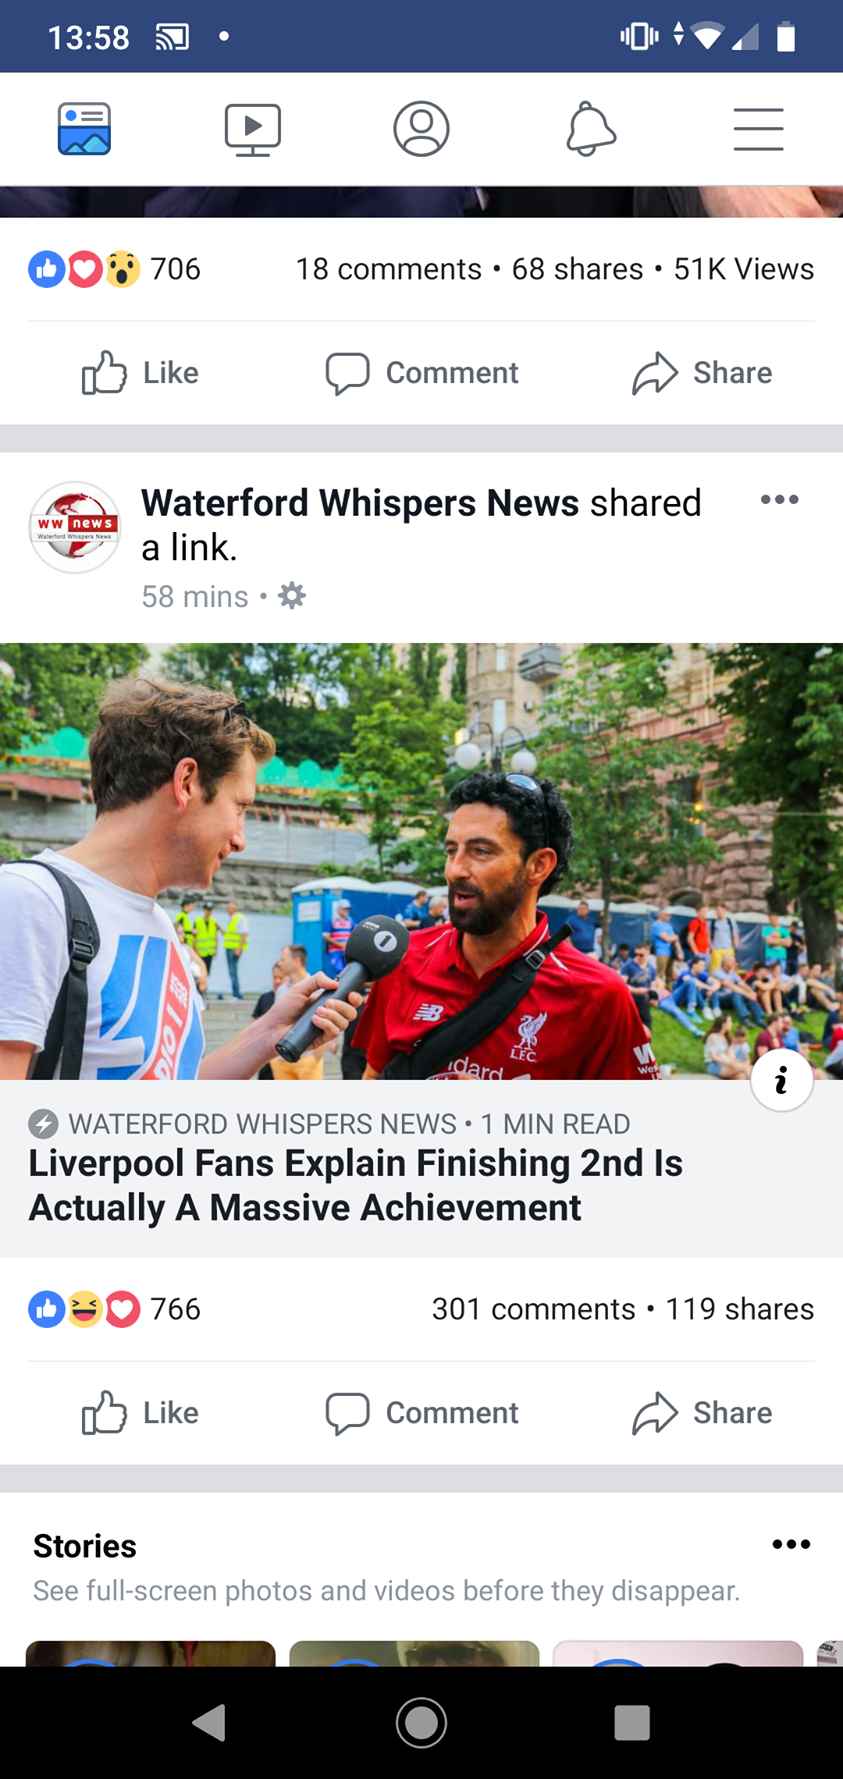 13:58
706
18 comments • 68 shares • 51K Views
Like
Comment
Share
Waterford Whispers News shared
a link.
ww news
Waterford Whispers News
58 mins •
1
LFC
WATERFORD WHISPERS NEWS • 1 MIN READ
Liverpool Fans Explain Finishing 2nd Is
Actually A Massive Achievement
766
301 comments • 119 shares
Like
Comment
Share
Stories
See full-screen photos and videos before they disappear.